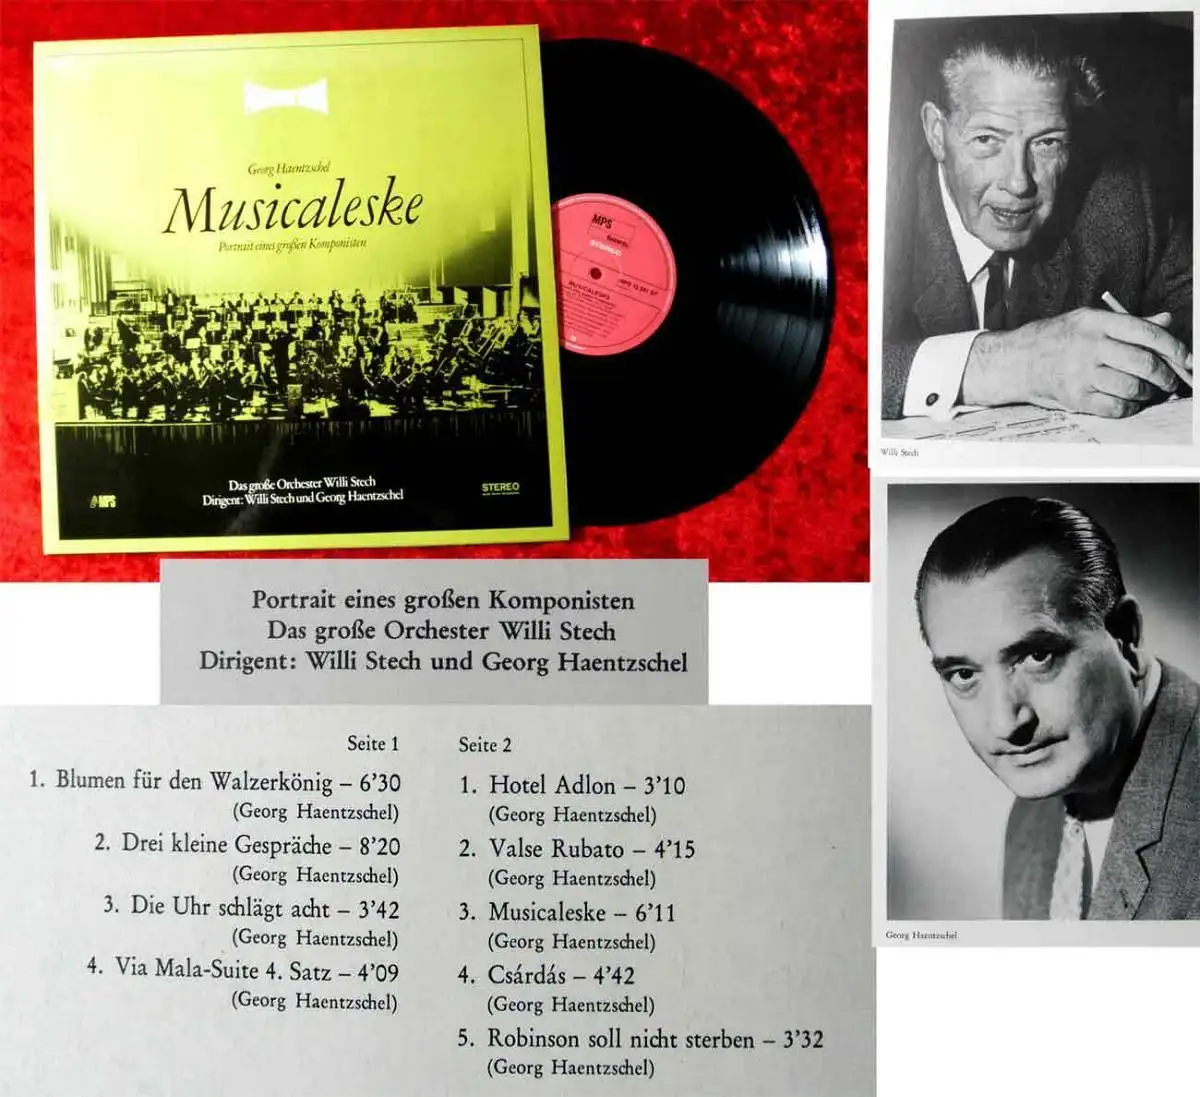 Georg Haentzschel
Musicaleske
Portrait eines großen Komponisten
Das große Orchester Willi Stech
Dirigent: Willi Stech und Georg Haentzschel
MPS
STEREO
MPS
Records
STEREO
MUSICALESKE
Willi Stech
Georg Haentzschel
Portrait eines großen Komponisten
Das große Orchester Willi Stech
Dirigent: Willi Stech und Georg Haentzschel
Seite 1
1. Blumen für den Walzerkönig – 6'30
(Georg Haentzschel)
2. Drei kleine Gespräche – 8'20
(Georg Haentzschel)
3. Die Uhr schlägt acht – 3'42
(Georg Haentzschel)
4. Via Mala-Suite 4. Satz – 4'09
(Georg Haentzschel)
Seite 2
1. Hotel Adlon – 3'10
(Georg Haentzschel)
2. Valse Rubato – 4'15
(Georg Haentzschel)
3. Musicaleske – 6'11
(Georg Haentzschel)
4. Csárdás – 4'42
(Georg Haentzschel)
5. Robinson soll nicht sterben – 3'32
(Georg Haentzschel)